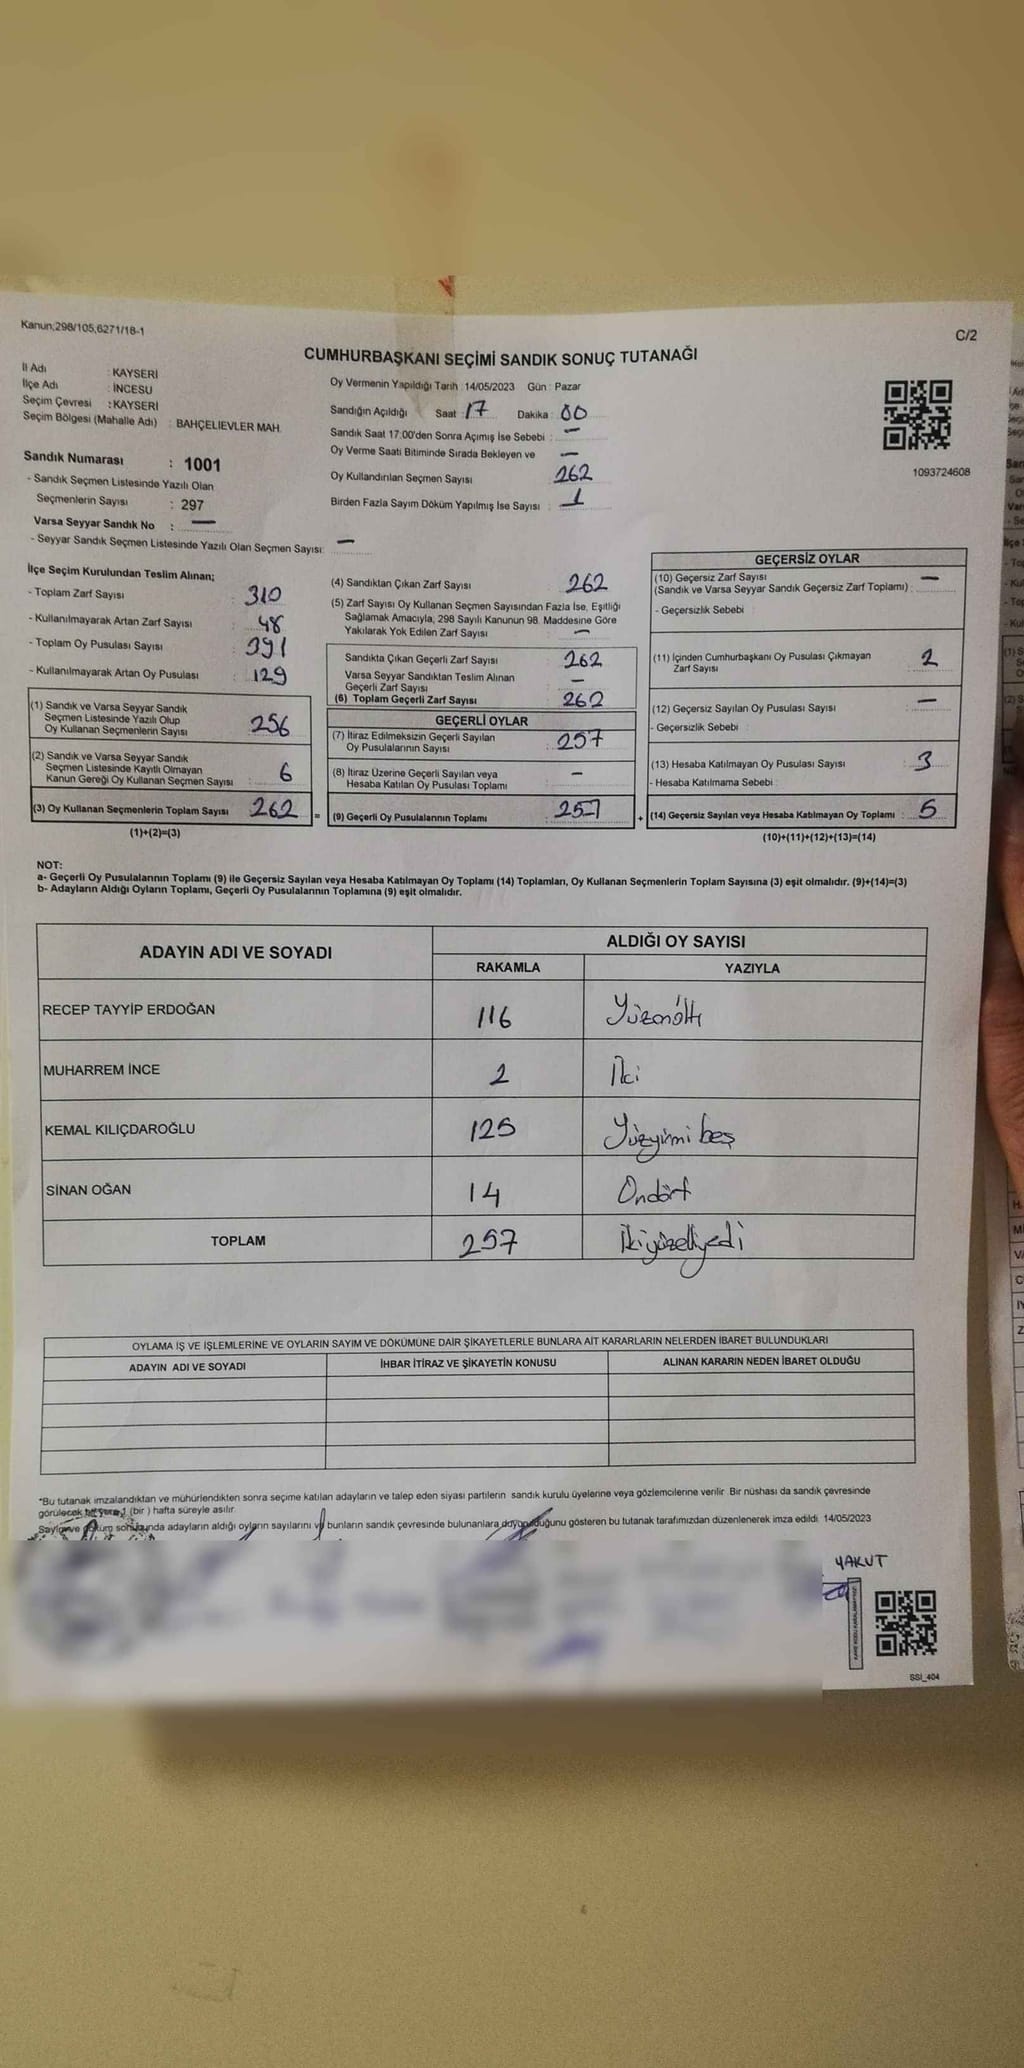 Kanun;298/105,6271/18-1
C/2
CUMHURBAŞKANI SEÇİMİ SANDIK SONUÇ TUTANAĞI
İl Adı : KAYSERİ
İlçe Adı : İNCESU
Seçim Çevresi : KAYSERİ
Seçim Bölgesi (Mahalle Adı) : BAHÇELİEVLER MAH.
Sandık Numarası : 1001
- Sandık Seçmen Listesinde Yazılı Olan
Seçmenlerin Sayısı : 297
Varsa Seyyar Sandık No : —
- Seyyar Sandık Seçmen Listesinde Yazılı Olan Seçmen Sayısı: —
Oy Vermenin Yapıldığı Tarih : 14/05/2023 Gün : Pazar
Sandığın Açıldığı Saat : 17 Dakika : 00
Sandık Saat 17:00'den Sonra Açımış İse Sebebi : —
Oy Verme Saati Bitiminde Sırada Bekleyen ve —
Oy Kullandırılan Seçmen Sayısı 262
Birden Fazla Sayım Döküm Yapılmış İse Sayısı : 1
1093724608
İlçe Seçim Kurulundan Teslim Alınan;
- Toplam Zarf Sayısı : 310
- Kullanılmayarak Artan Zarf Sayısı : 48
- Toplam Oy Pusulası Sayısı : 391
- Kullanılmayarak Artan Oy Pusulası : 129
(1) Sandık ve Varsa Seyyar Sandık
Seçmen Listesinde Yazılı Olup
Oy Kullanan Seçmenlerin Sayısı 256
(2) Sandık ve Varsa Seyyar Sandık
Seçmen Listesinde Kayıtlı Olmayan
Kanun Gereği Oy Kullanan Seçmen Sayısı : 6
(3) Oy Kullanan Seçmenlerin Toplam Sayısı : 262
(1)+(2)=(3)
(4) Sandıktan Çıkan Zarf Sayısı : 262
(5) Zarf Sayısı Oy Kullanan Seçmen Sayısından Fazla İse, Eşitliği
Sağlamak Amacıyla, 298 Sayılı Kanunun 98. Maddesine Göre
Yakılarak Yok Edilen Zarf Sayısı : —
Sandıkta Çıkan Geçerli Zarf Sayısı : 262
Varsa Seyyar Sandıktan Teslim Alınan
Geçerli Zarf Sayısı : —
(6) Toplam Geçerli Zarf Sayısı : 262
GEÇERLİ OYLAR
(7) İtiraz Edilmeksizin Geçerli Sayılan
Oy Pusulalarının Sayısı : 257
(8) İtiraz Üzerine Geçerli Sayılan veya
Hesaba Katılan Oy Pusulası Toplamı : —
= (9) Geçerli Oy Pusulalarının Toplamı : 257
GEÇERSİZ OYLAR
(10) Geçersiz Zarf Sayısı
(Sandık ve Varsa Seyyar Sandık Geçersiz Zarf Toplamı) : —
- Geçersizlik Sebebi :
(11) İçinden Cumhurbaşkanı Oy Pusulası Çıkmayan
Zarf Sayısı : 2
(12) Geçersiz Sayılan Oy Pusulası Sayısı : —
- Geçersizlik Sebebi :
(13) Hesaba Katılmayan Oy Pusulası Sayısı : 3
- Hesaba Katılmama Sebebi :
+ (14) Geçersiz Sayılan veya Hesaba Katılmayan Oy Toplamı : 5
(10)+(11)+(12)+(13)=(14)
NOT:
a- Geçerli Oy Pusulalarının Toplamı (9) ile Geçersiz Sayılan veya Hesaba Katılmayan Oy Toplamı (14) Toplamları, Oy Kullanan Seçmenlerin Toplam Sayısına (3) eşit olmalıdır. (9)+(14)=(3)
b- Adayların Aldığı Oyların Toplamı, Geçerli Oy Pusulalarının Toplamına (9) eşit olmalıdır.
ADAYIN ADI VE SOYADI ALDIĞI OY SAYISI
RAKAMLA YAZIYLA
RECEP TAYYİP ERDOĞAN 116 Yüzonaltı
MUHARREM İNCE 2 İki
KEMAL KILIÇDAROĞLU 125 Yüzyirmi beş
SİNAN OĞAN 14 Ondört
TOPLAM 257 İkiyüzelliyedi
OYLAMA İŞ VE İŞLEMLERİNE VE OYLARIN SAYIM VE DÖKÜMÜNE DAİR ŞİKAYETLERLE BUNLARA AİT KARARLARIN NELERDEN İBARET BULUNDUKLARI
ADAYIN ADI VE SOYADI İHBAR İTİRAZ VE ŞİKAYETİN KONUSU ALINAN KARARIN NEDEN İBARET OLDUĞU
*Bu tutanak imzalandıktan ve mühürlendikten sonra seçime katılan adayların ve talep eden siyasi partilerin sandık kurulu üyelerine veya gözlemcilerine verilir. Bir nüshası da sandık çevresinde
görülecek bir yere 1 (bir ) hafta süreyle asılır.
Sayım ve döküm sonunda adayların aldığı oyların sayılarını ve bunların sandık çevresinde bulunanlara duyurulduğunu gösteren bu tutanak tarafımızdan düzenlenerek imza edildi. 14/05/2023
YAKUT
SSI_404